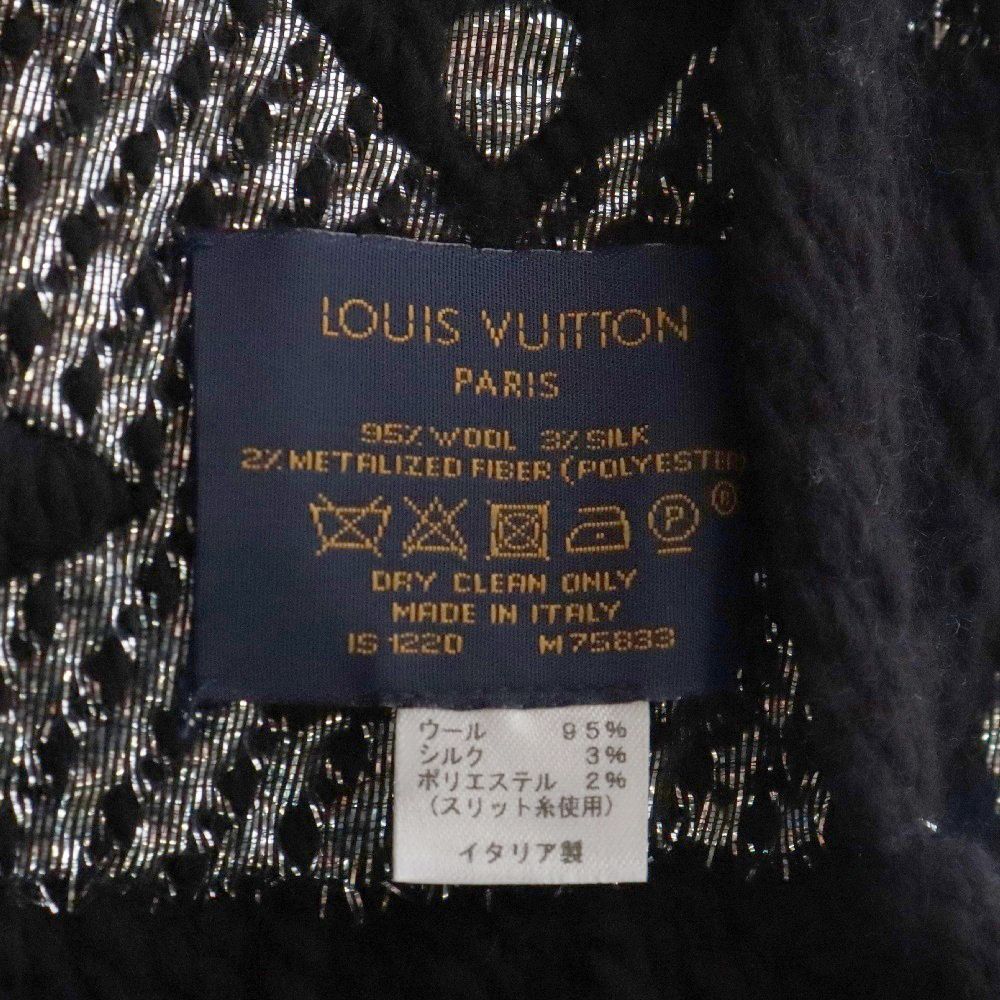 LOUIS VUITTON
PARIS
95% WOOL 3% SILK
2% METALIZED FIBER (POLYESTER)
P ®
DRY CLEAN ONLY
MADE IN ITALY
IS 1220 M75833
ウール 95%
シルク 3%
ポリエステル 2%
(スリット糸使用)
イタリア製